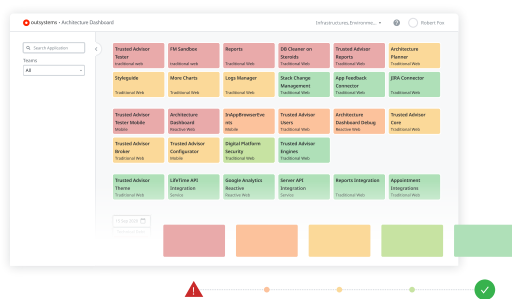 outsystems • Architecture Dashboard
Infrastructures, Environme...
Robert Fox
Search Application
Teams
All
Trusted Advisor Tester
traditional web
FM Sandbox
Traditional Web
Reports
Traditional Web
DB Cleaner on Steroids
Traditional Web
Trusted Advisor Reports
Traditional Web
Architecture Planner
Traditional Web
Styleguide
Traditional Web
More Charts
Traditional Web
Logs Manager
Traditional Web
Stack Change Management
Traditional Web
App Feedback Connector
Traditional Web
JIRA Connector
Traditional Web
Trusted Advisor Tester Mobile
Mobile
Architecture Dashboard
Reactive Web
InAppBrowserEvents
Mobile
Trusted Advisor Users
Traditional Web
Architecture Dashboard Debug
Reactive Web
Trusted Advisor Core
Traditional Web
Trusted Advisor Broker
Traditional Web
Trusted Advisor Configurator
Mobile
Digital Platform Security
Traditional Web
Trusted Advisor Engines
Traditional Web
Trusted Advisor Theme
Traditional Web
LifeTime API Integration
Service
Google Analytics Reactive
Traditional Web
Server API Integration
Service
Reports Integration
Traditional Web
Appointment Integrations
Traditional Web